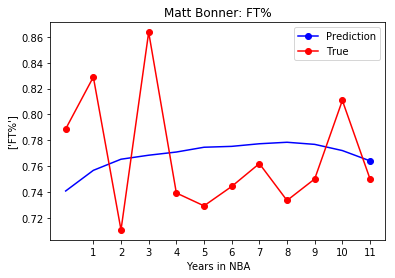 Matt Bonner: FT%
Prediction
True
0.86
0.84
0.82
0.80
0.78
0.76
0.74
0.72
['FT%']
1 2 3 4 5 6 7 8 9 10 11
Years in NBA